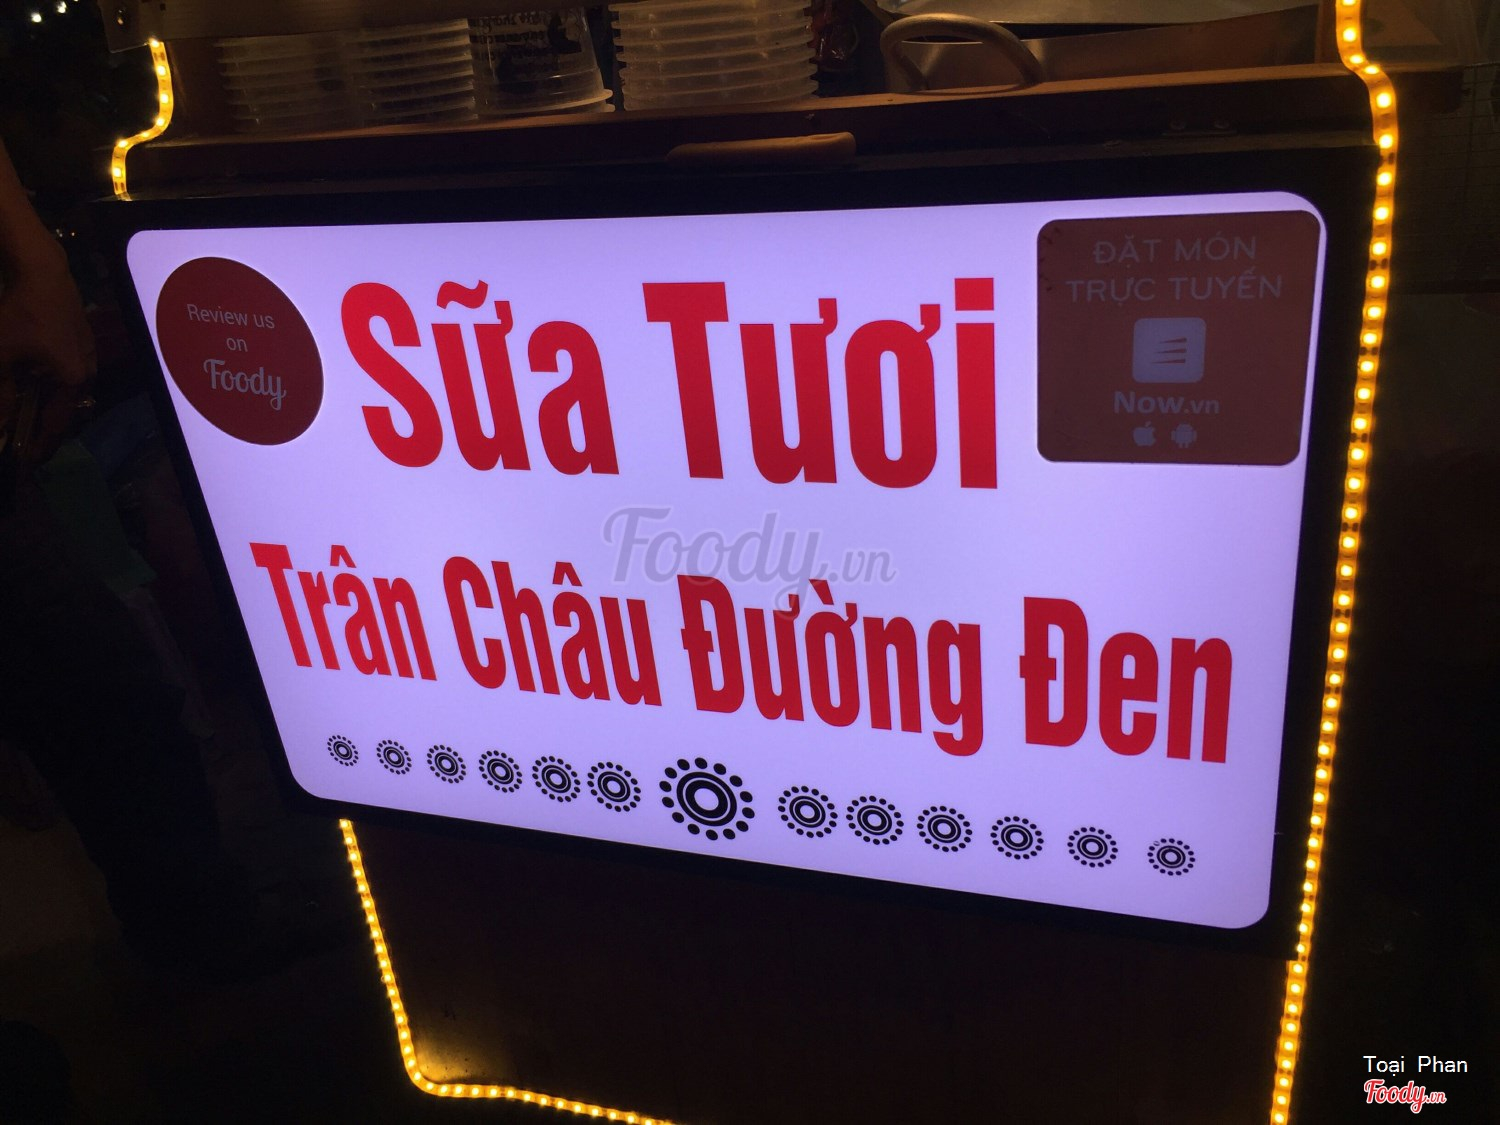 Review us
on
Foody
Sữa Tươi
ĐẶT MÓN
TRỰC TUYẾN
Now.vn
Foody.vn
Trân Châu Đường Đen
Toại Phan
Foody.vn